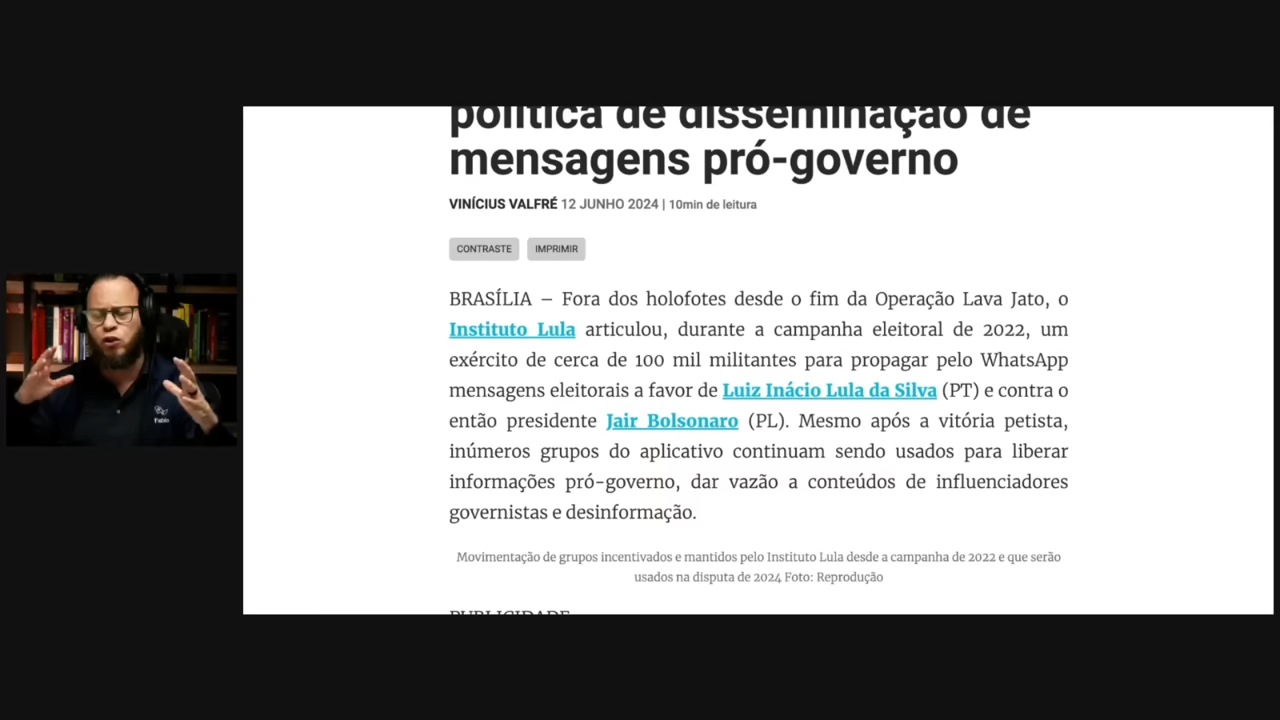 política de disseminação de
mensagens pró-governo
VINÍCIUS VALFRÉ 12 JUNHO 2024 | 10min de leitura
CONTRASTE IMPRIMIR
BRASÍLIA – Fora dos holofotes desde o fim da Operação Lava Jato, o
Instituto Lula articulou, durante a campanha eleitoral de 2022, um
exército de cerca de 100 mil militantes para propagar pelo WhatsApp
mensagens eleitorais a favor de Luiz Inácio Lula da Silva (PT) e contra o
então presidente Jair Bolsonaro (PL). Mesmo após a vitória petista,
inúmeros grupos do aplicativo continuam sendo usados para liberar
informações pró-governo, dar vazão a conteúdos de influenciadores
governistas e desinformação.
Movimentação de grupos incentivados e mantidos pelo Instituto Lula desde a campanha de 2022 e que serão
usados na disputa de 2024 Foto: Reprodução
PUBLICIDADE
Fabio